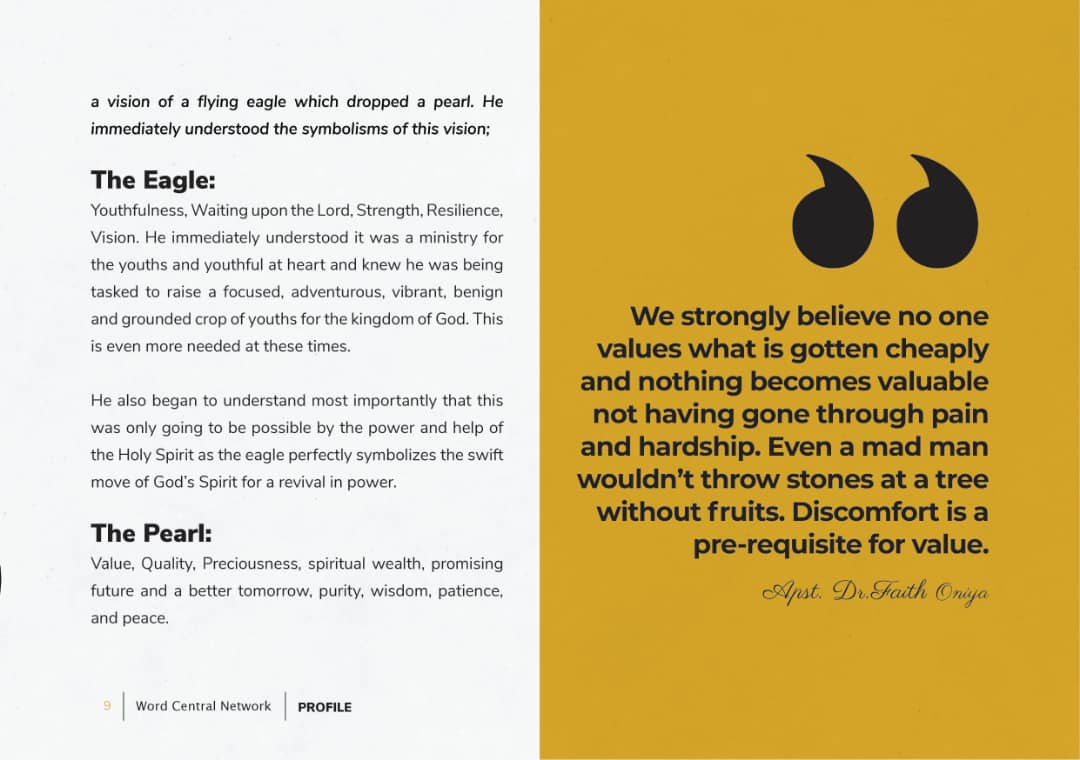 a vision of a flying eagle which dropped a pearl. He
immediately understood the symbolisms of this vision;
The Eagle:
Youthfulness, Waiting upon the Lord, Strength, Resilience,
Vision. He immediately understood it was a ministry for
the youths and youthful at heart and knew he was being
tasked to raise a focused, adventurous, vibrant, benign
and grounded crop of youths for the kingdom of God. This
is even more needed at these times.
He also began to understand most importantly that this
was only going to be possible by the power and help of
the Holy Spirit as the eagle perfectly symbolizes the swift
move of God's Spirit for a revival in power.
The Pearl:
Value, Quality, Preciousness, spiritual wealth, promising
future and a better tomorrow, purity, wisdom, patience,
and peace.
9 | Word Central Network | PROFILE
“
We strongly believe no one
values what is gotten cheaply
and nothing becomes valuable
not having gone through pain
and hardship. Even a mad man
wouldn't throw stones at a tree
without fruits. Discomfort is a
pre-requisite for value.
Apst. Dr.Faith Oniya